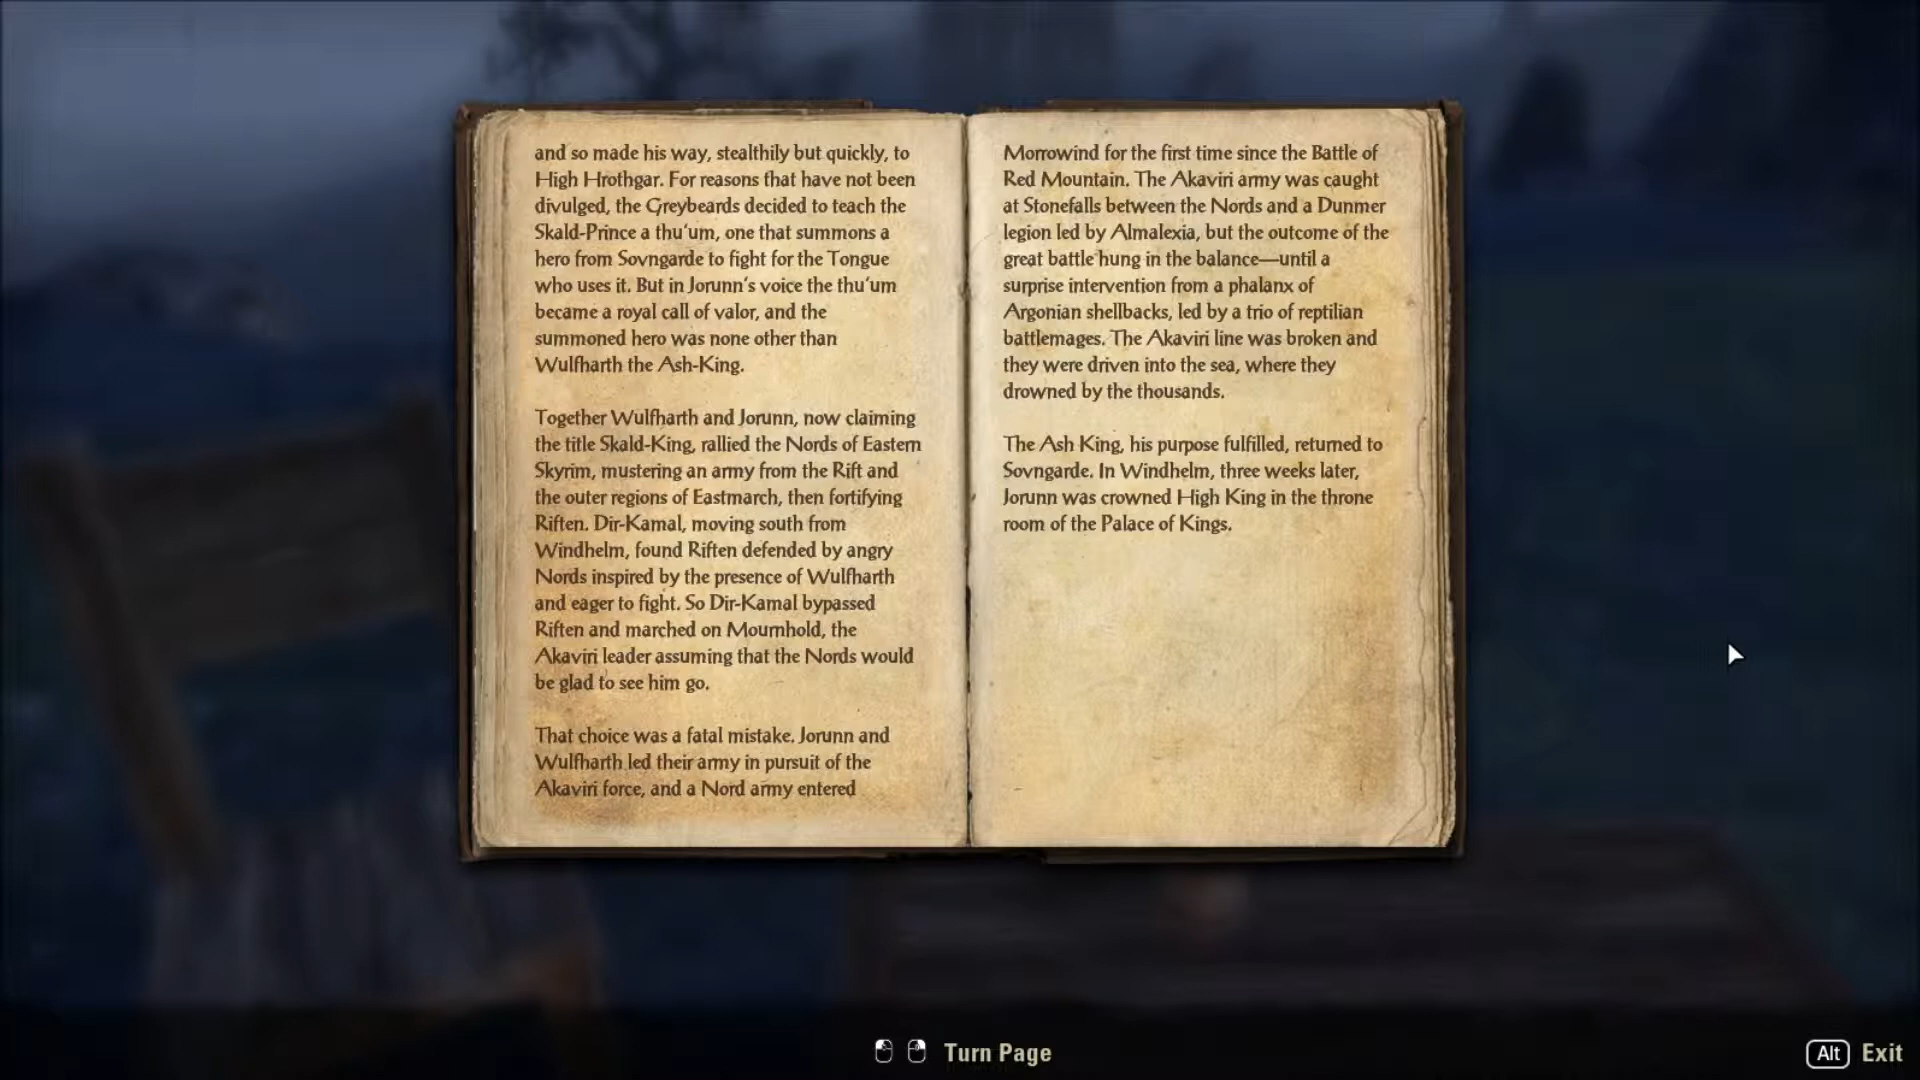 and so made his way, stealthily but quickly, to
High Hrothgar. For reasons that have not been
divulged, the Greybeards decided to teach the
Skald-Prince a thu'um, one that summons a
hero from Sovngarde to fight for the Tongue
who uses it. But in Jorunn's voice the thu'um
became a royal call of valor, and the
summoned hero was none other than
Wulfharth the Ash-King.
Together Wulfharth and Jorunn, now claiming
the title Skald-King, rallied the Nords of Eastern
Skyrim, mustering an army from the Rift and
the outer regions of Eastmarch, then fortifying
Riften. Dir-Kamal, moving south from
Windhelm, found Riften defended by angry
Nords inspired by the presence of Wulfharth
and eager to fight. So Dir-Kamal bypassed
Riften and marched on Mournhold, the
Akaviri leader assuming that the Nords would
be glad to see him go.
That choice was a fatal mistake. Jorunn and
Wulfharth led their army in pursuit of the
Akaviri force, and a Nord army entered
Morrowind for the first time since the Battle of
Red Mountain. The Akaviri army was caught
at Stonefalls between the Nords and a Dunmer
legion led by Almalexia, but the outcome of the
great battle hung in the balance—until a
surprise intervention from a phalanx of
Argonian shellbacks, led by a trio of reptilian
battlemages. The Akaviri line was broken and
they were driven into the sea, where they
drowned by the thousands.
The Ash King, his purpose fulfilled, returned to
Sovngarde. In Windhelm, three weeks later,
Jorunn was crowned High King in the throne
room of the Palace of Kings.
Turn Page
Alt Exit